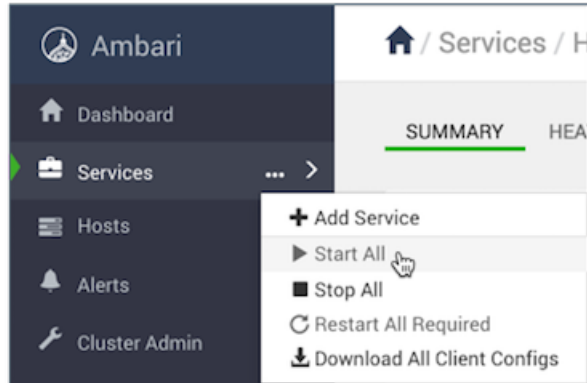 Ambari
/ Services / H
Dashboard
SUMMARY HEA
Services ... >
Add Service
Hosts
Start All
Alerts
Stop All
Restart All Required
Cluster Admin
Download All Client Configs